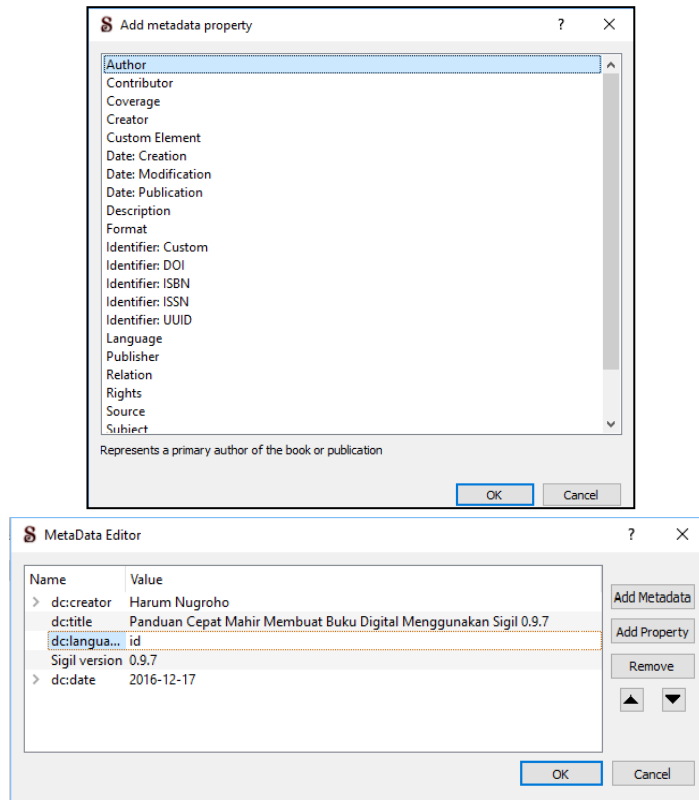 Add metadata property
Author
Contributor
Coverage
Creator
Custom Element
Date: Creation
Date: Modification
Date: Publication
Description
Format
Identifier: Custom
Identifier: DOI
Identifier: ISBN
Identifier: ISSN
Identifier: UUID
Language
Publisher
Relation
Rights
Source
Subject
Represents a primary author of the book or publication
OK Cancel
MetaData Editor
Name Value
dc:creator Harum Nugroho
dc:title Panduan Cepat Mahir Membuat Buku Digital Menggunakan Sigil 0.9.7
dc:langua... id
Sigil version 0.9.7
dc:date 2016-12-17
Add Metadata
Add Property
Remove
OK Cancel